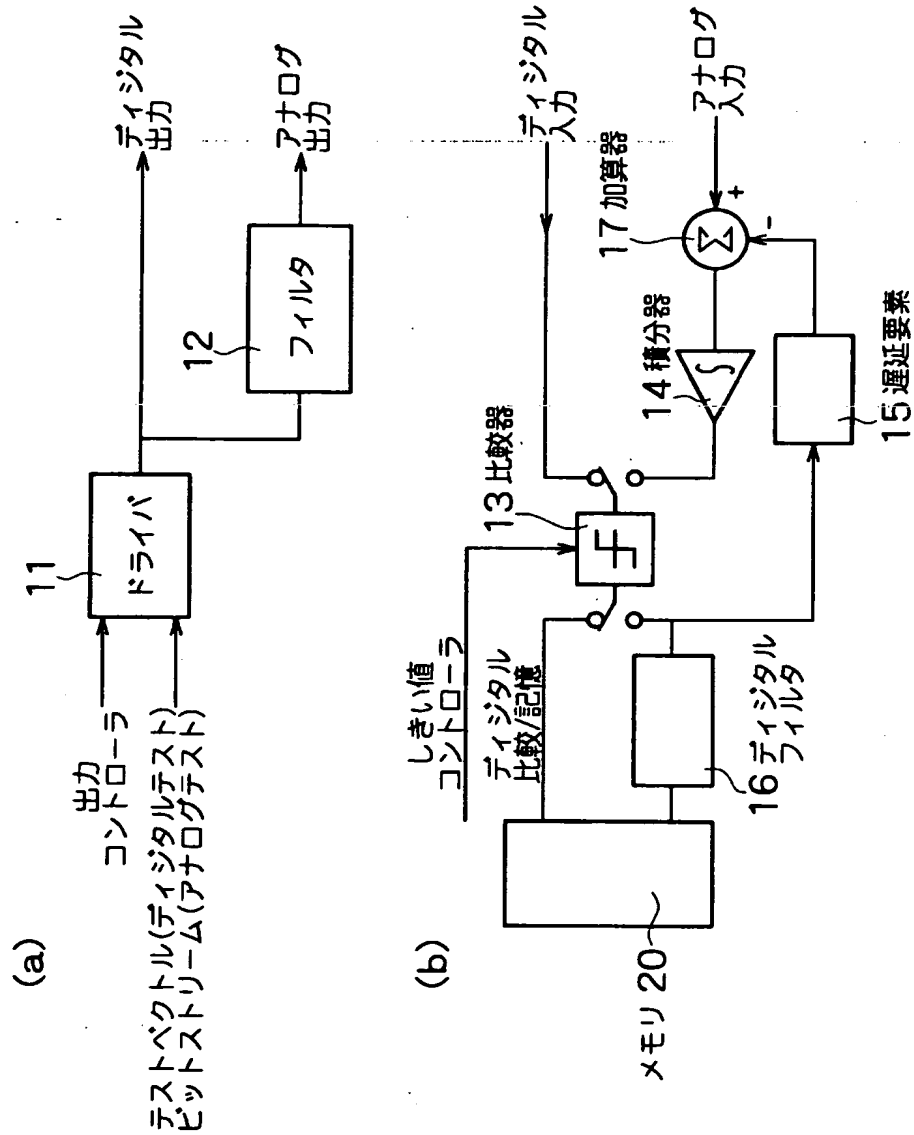 (a)
出力
コントローラ
テストベクトル(ディジタルテスト)
ビットストリーム(アナログテスト)
11
ドライバ
12
フィルタ
ディジタル
出力
アナログ
出力
(b)
しきい値
コントローラ
ディジタル
比較/記憶
メモリ 20
16 ディジタル
フィルタ
13 比較器
14 積分器
15 遅延要素
17 加算器
Σ
+
-
∫
ディジタル
入力
アナログ
入力